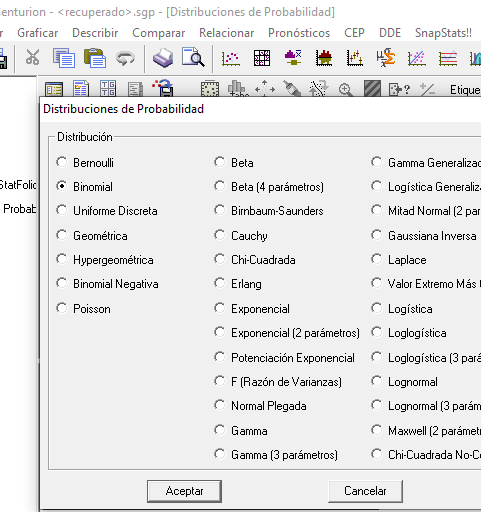 enturion - <recuperado>.sgp - [Distribuciones de Probabilidad]
r Graficar Describir Comparar Relacionar Pronósticos CEP DDE SnapStats!!
Etique
Distribuciones de Probabilidad
StatFolio
Probab
Distribución
Bernoulli
Binomial
Uniforme Discreta
Geométrica
Hypergeométrica
Binomial Negativa
Poisson
Beta
Beta (4 parámetros)
Birnbaum-Saunders
Cauchy
Chi-Cuadrada
Erlang
Exponencial
Exponencial (2 parámetros)
Potenciación Exponencial
F (Razón de Varianzas)
Normal Plegada
Gamma
Gamma (3 parámetros)
Gamma Generalizad
Logística Generaliza
Mitad Normal (2 par
Gaussiana Inversa
Laplace
Valor Extremo Más
Logística
Loglogística
Loglogística (3 pará
Lognormal
Lognormal (3 parám
Maxwell (2 parámet
Chi-Cuadrada No-C
Aceptar
Cancelar